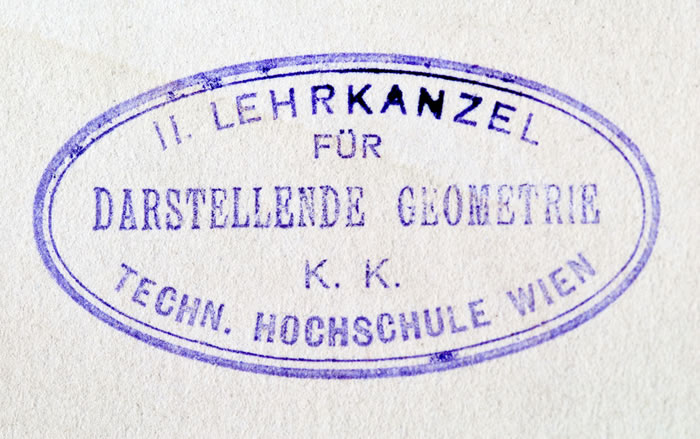 II. LEHRKANZEL
FÜR
DARSTELLENDE GEOMETRIE
K. K.
TECHN. HOCHSCHULE WIEN